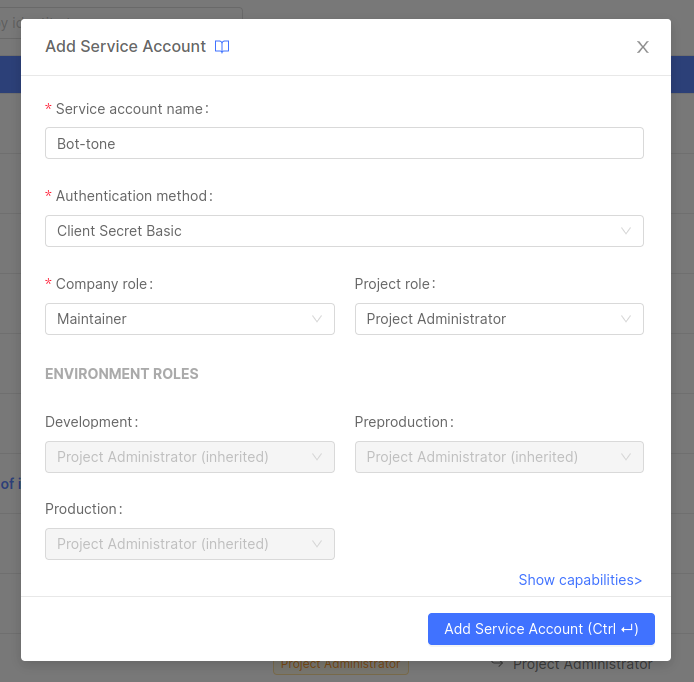 Add Service Account
* Service account name:
Bot-tone
* Authentication method:
Client Secret Basic
* Company role: Project role:
Maintainer Project Administrator
ENVIRONMENT ROLES
Development: Preproduction:
Project Administrator (inherited) Project Administrator (inherited)
Production:
Project Administrator (inherited)
of i
Show capabilities>
Add Service Account (Ctrl ↵)
Project Administrator Project Administrator